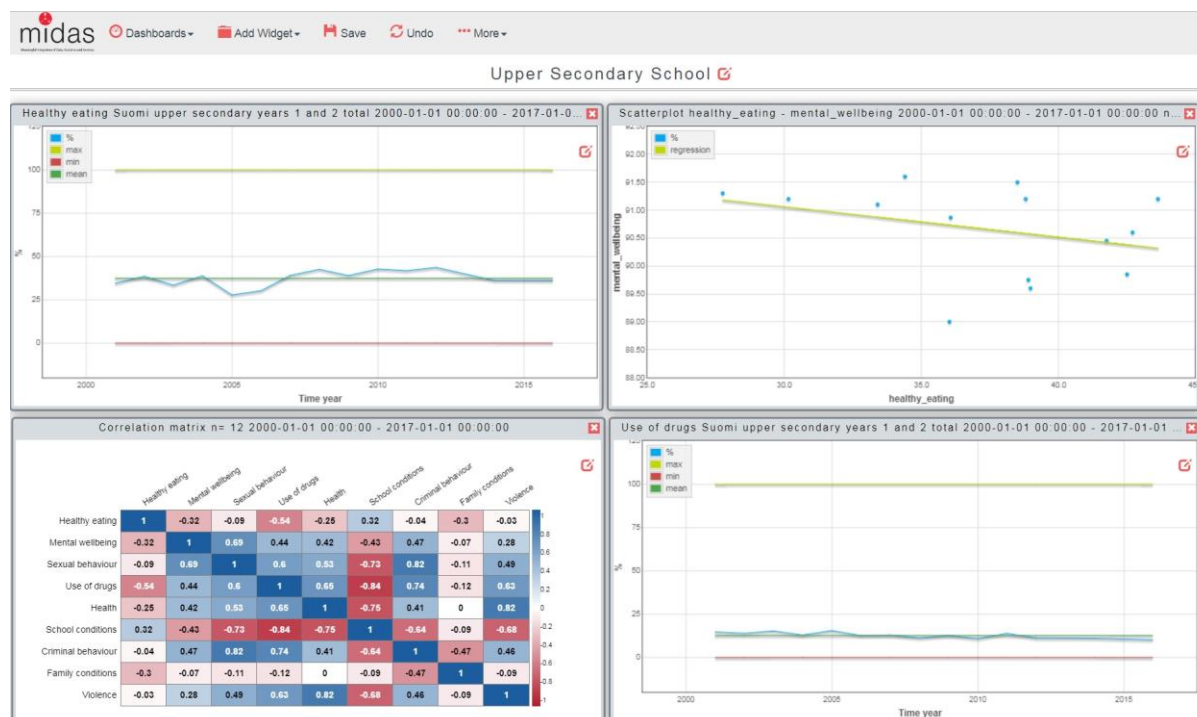 midas
Dashboards
Add Widget
Save
Undo
More
Upper Secondary School
Healthy eating Suomi upper secondary years 1 and 2 total 2000-01-01 00:00:00 - 2017-01-0...
%
max
min
mean
125
100
75
50
25
0
%
2000
2005
2010
2015
Time year
Scatterplot healthy_eating - mental_wellbeing 2000-01-01 00:00:00 - 2017-01-01 00:00:00 n...
%
regression
92.00
91.50
91.00
90.50
90.00
89.50
89.00
88.50
88.00
mental_wellbeing
25.0
30.0
35.0
40.0
45
healthy_eating
Correlation matrix n= 12 2000-01-01 00:00:00 - 2017-01-01 00:00:00
Healthy eating Mental wellbeing Sexual behaviour Use of drugs Health School conditions Criminal behaviour Family conditions Violence
Healthy eating 1 -0.32 -0.09 -0.54 -0.25 0.32 -0.04 -0.3 -0.03
Mental wellbeing -0.32 1 0.69 0.44 0.42 -0.43 0.47 -0.07 0.28
Sexual behaviour -0.09 0.69 1 0.6 0.53 -0.73 0.82 -0.11 0.49
Use of drugs -0.54 0.44 0.6 1 0.65 -0.84 0.74 -0.12 0.63
Health -0.25 0.42 0.53 0.65 1 -0.75 0.41 0 0.82
School conditions 0.32 -0.43 -0.73 -0.84 -0.75 1 -0.64 -0.09 -0.68
Criminal behaviour -0.04 0.47 0.82 0.74 0.41 -0.64 1 -0.47 0.46
Family conditions -0.3 -0.07 -0.11 -0.12 0 -0.09 -0.47 1 -0.09
Violence -0.03 0.28 0.49 0.63 0.82 -0.68 0.46 -0.09 1
1
0.8
0.6
0.4
0.2
0
-0.2
-0.4
-0.6
-0.8
-1
Use of drugs Suomi upper secondary years 1 and 2 total 2000-01-01 00:00:00 - 2017-01-01 ...
%
max
min
mean
100
75
50
25
0
%
2000
2005
2010
2015
Time year